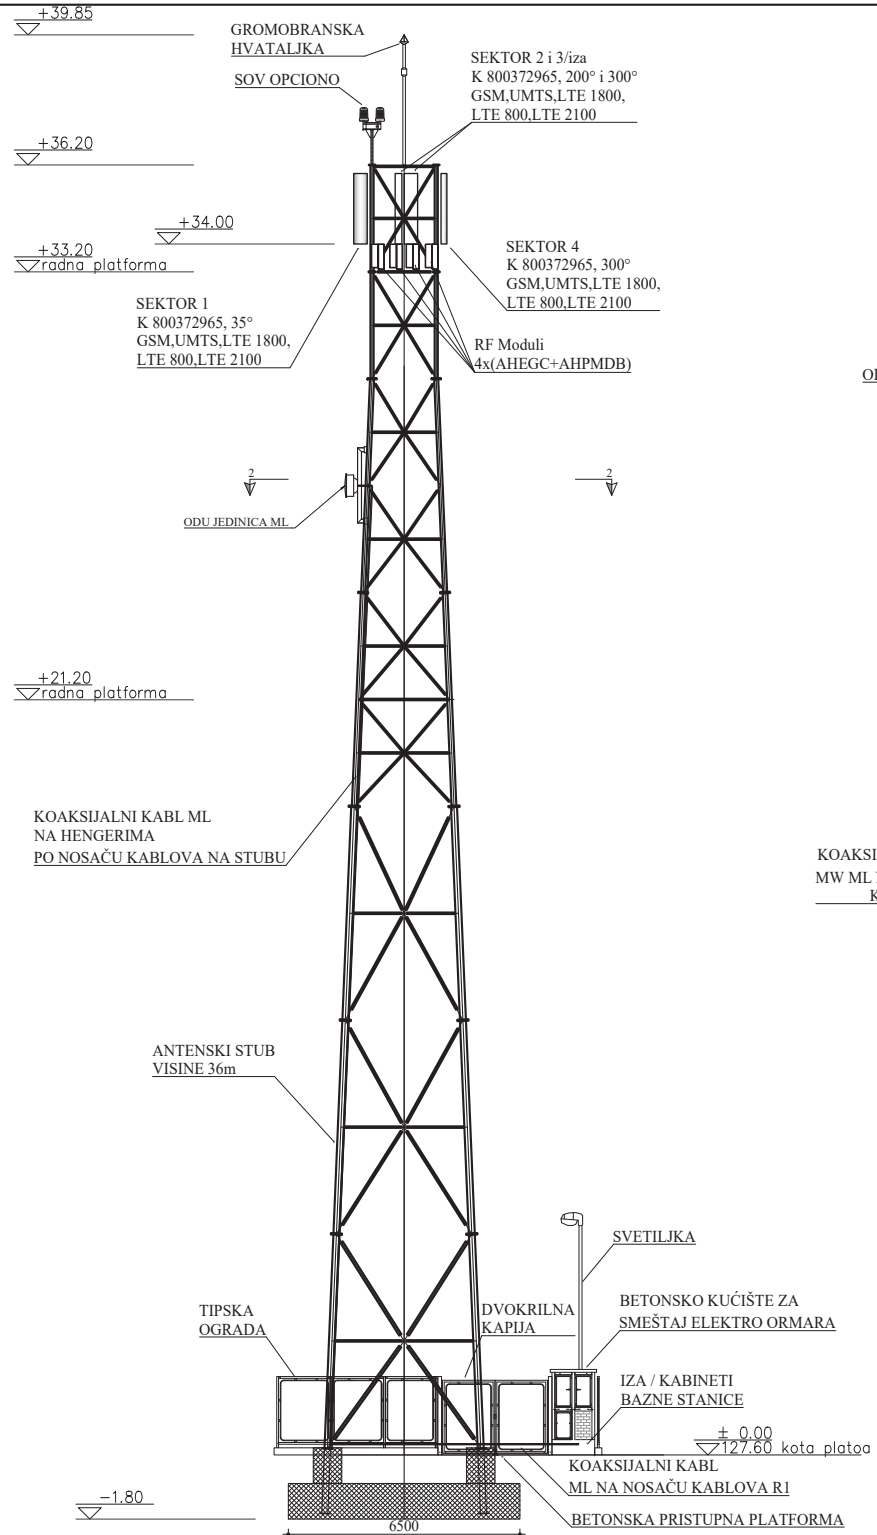 +39.85
GROMOBRANSKA
HVATALJKA
SOV OPCIONO
SEKTOR 2 i 3/iza
K 800372965, 200° i 300°
GSM,UMTS,LTE 1800,
LTE 800,LTE 2100
+36.20
+34.00
+33.20
radna platforma
SEKTOR 4
K 800372965, 300°
GSM,UMTS,LTE 1800,
LTE 800,LTE 2100
SEKTOR 1
K 800372965, 35°
GSM,UMTS,LTE 1800,
LTE 800,LTE 2100
RF Moduli
4x(AHEGC+AHPMDB)
2
2
ODU JEDINICA ML
+21.20
radna platforma
KOAKSIJALNI KABL ML
NA HENGERIMA
PO NOSAČU KABLOVA NA STUBU
KOAKSI
MW ML
K
ANTENSKI STUB
VISINE 36m
SVETILJKA
TIPSKA
OGRADA
DVOKRILNA
KAPIJA
BETONSKO KUĆIŠTE ZA
SMEŠTAJ ELEKTRO ORMARA
IZA / KABINETI
BAZNE STANICE
± 0.00
127.60 kota platoa
KOAKSIJALNI KABL
ML NA NOSAČU KABLOVA R1
BETONSKA PRISTUPNA PLATFORMA
-1.80
6500